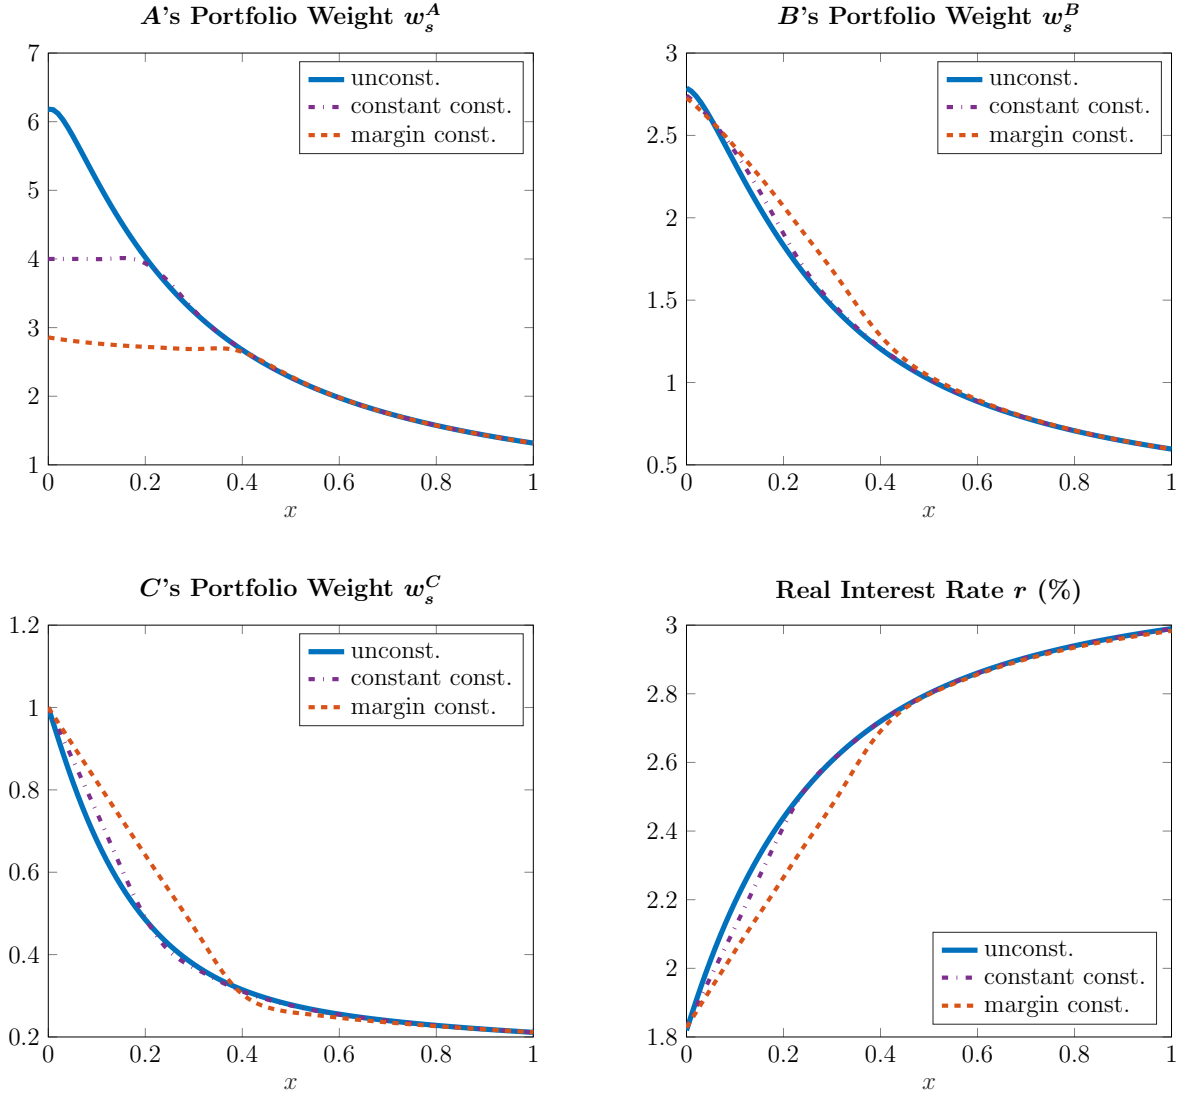 A's Portfolio Weight w_s^A
7
6
5
4
3
2
1
0
0.2
0.4
0.6
0.8
1
x
unconst.
constant const.
margin const.
B's Portfolio Weight w_s^B
3
2.5
2
1.5
1
0.5
0
0.2
0.4
0.6
0.8
1
x
unconst.
constant const.
margin const.
C's Portfolio Weight w_s^C
1.2
1
0.8
0.6
0.4
0.2
0
0.2
0.4
0.6
0.8
1
x
unconst.
constant const.
margin const.
Real Interest Rate r (%)
3
2.8
2.6
2.4
2.2
2
1.8
0
0.2
0.4
0.6
0.8
1
x
unconst.
constant const.
margin const.